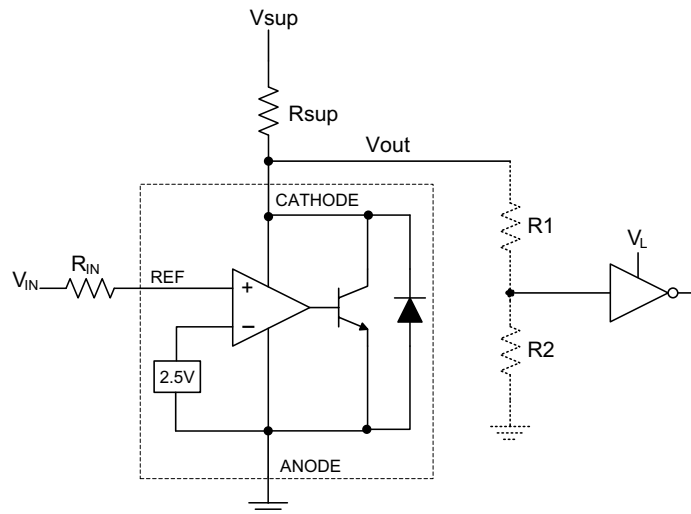 Vsup
Rsup
Vout
CATHODE
R1
RIN
VL
VIN
REF
+
−
R2
2.5V
ANODE